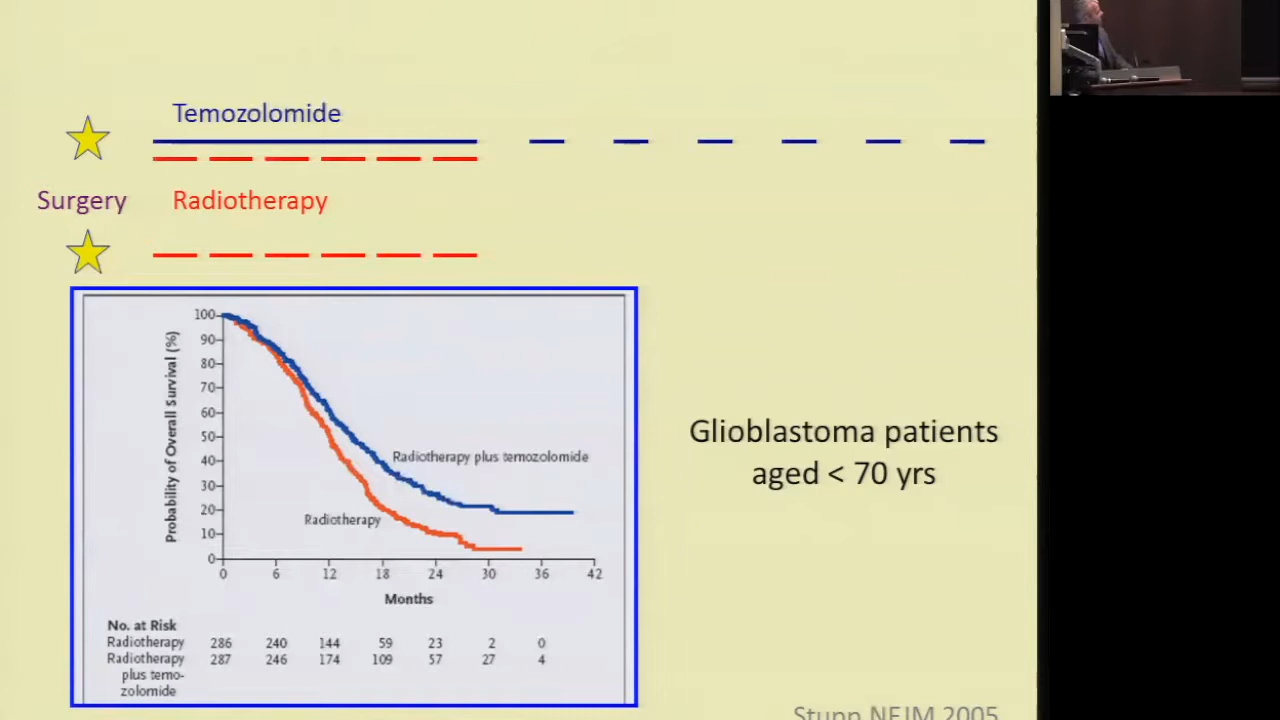 Temozolomide
Surgery
Radiotherapy
Probability of Overall Survival (%)
100
90
80
70
60
50
40
30
20
10
0
Radiotherapy plus temozolomide
Radiotherapy
0 6 12 18 24 30 36 42
Months
No. at Risk
Radiotherapy 286 240 144 59 23 2 0
Radiotherapy 287 246 174 109 57 27 4
plus temo-
zolomide
Glioblastoma patients
aged < 70 yrs
Stupp NEJM 2005